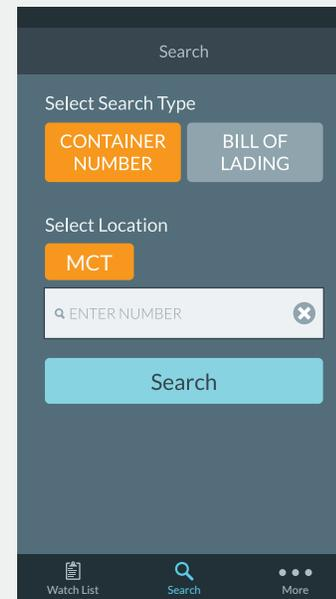 Search
Select Search Type
CONTAINER
NUMBER
BILL OF
LADING
Select Location
MCT
ENTER NUMBER
Search
Watch List
Search
More